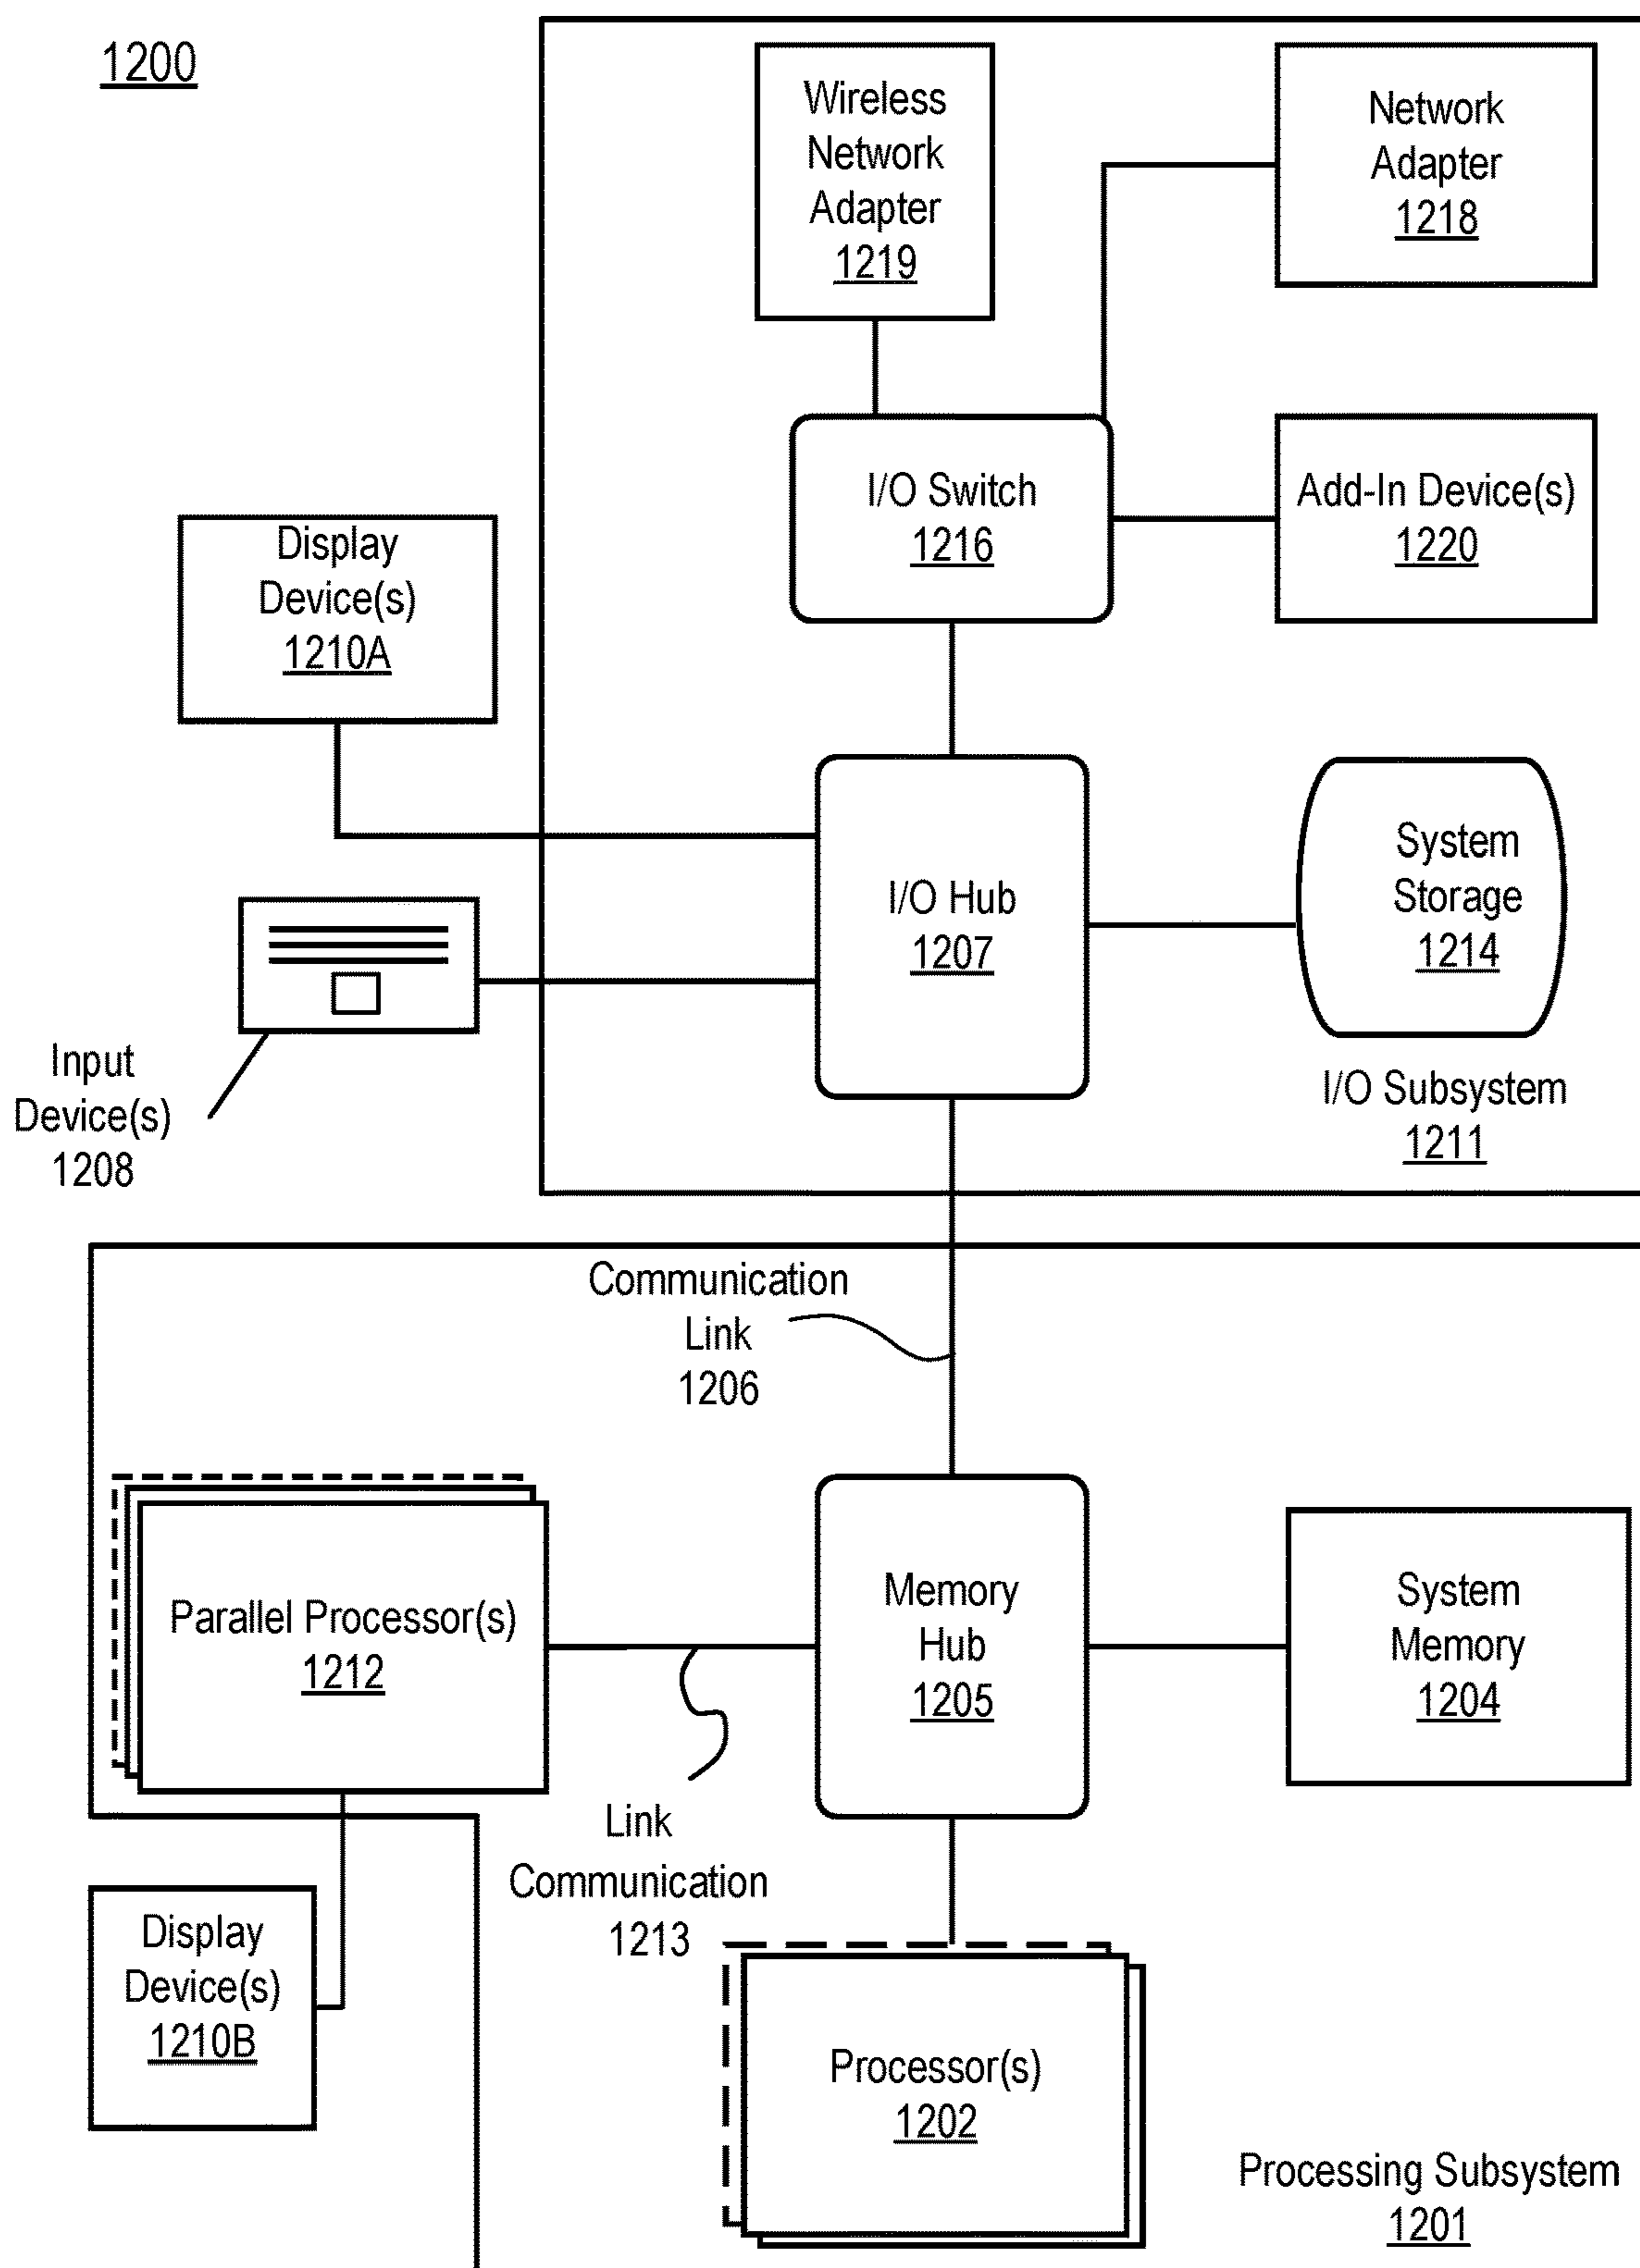 1200
Wireless
Network
Adapter
1219
Network
Adapter
1218
I/O Switch
1216
Add-In Device(s)
1220
Display
Device(s)
1210A
I/O Hub
1207
System
Storage
1214
Input
Device(s)
1208
I/O Subsystem
1211
Communication
Link
1206
Parallel Processor(s)
1212
Memory
Hub
1205
System
Memory
1204
Link
Communication
1213
Display
Device(s)
1210B
Processor(s)
1202
Processing Subsystem
1201